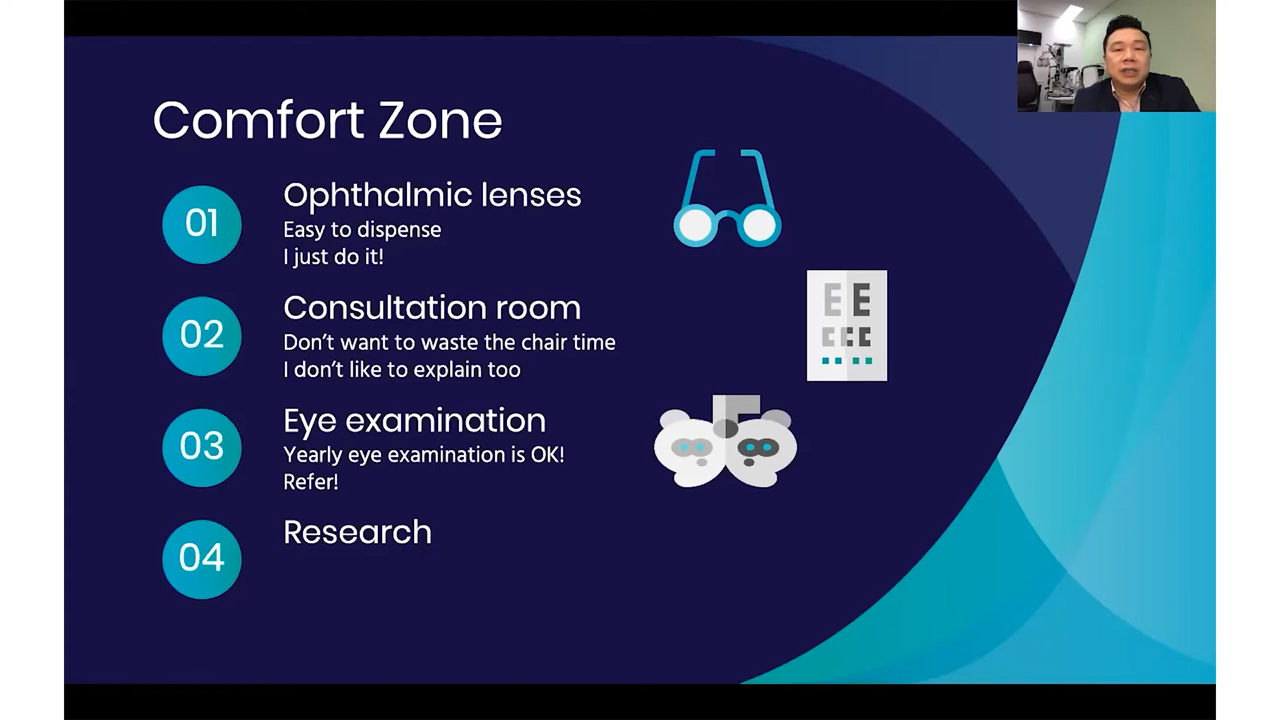 Comfort Zone
01
Ophthalmic lenses
Easy to dispense
I just do it!
02
Consultation room
Don't want to waste the chair time
I don't like to explain too
03
Eye examination
Yearly eye examination is OK!
Refer!
04
Research
E E